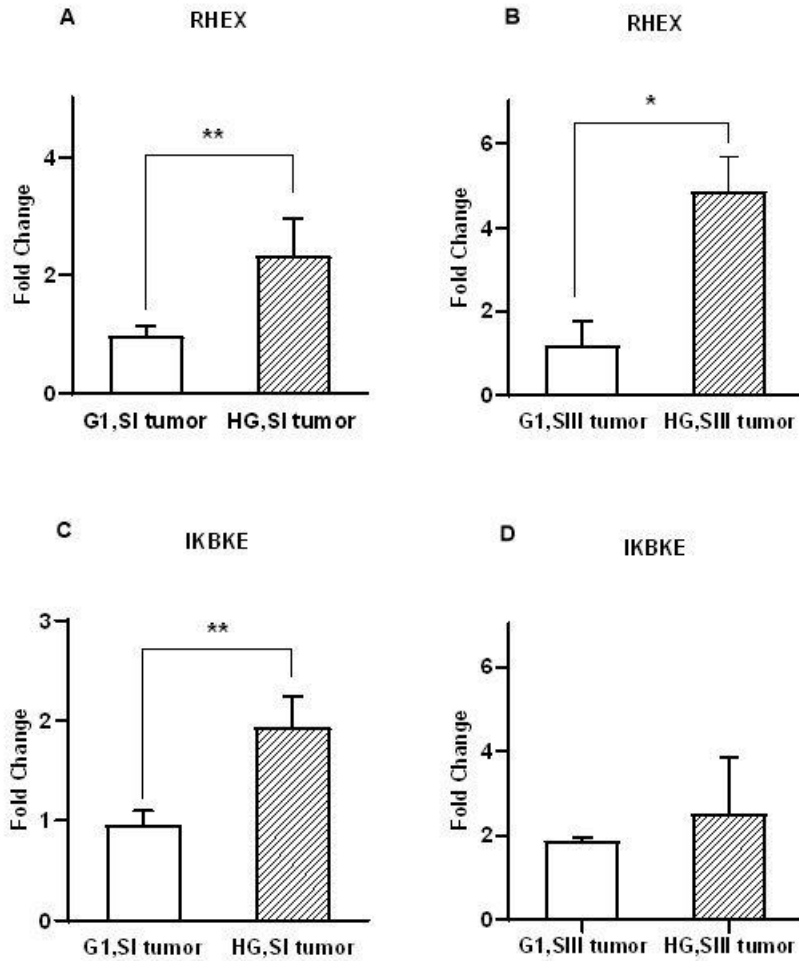 A
RHEX
Fold Change
4
2
0
**
G1,SI tumor
HG,SI tumor
B
RHEX
Fold Change
6
4
2
0
*
G1,SIII tumor
HG,SIII tumor
C
IKBKE
Fold Change
3
2
1
0
**
G1,SI tumor
HG,SI tumor
D
IKBKE
Fold Change
6
4
2
0
G1,SIII tumor
HG,SIII tumor